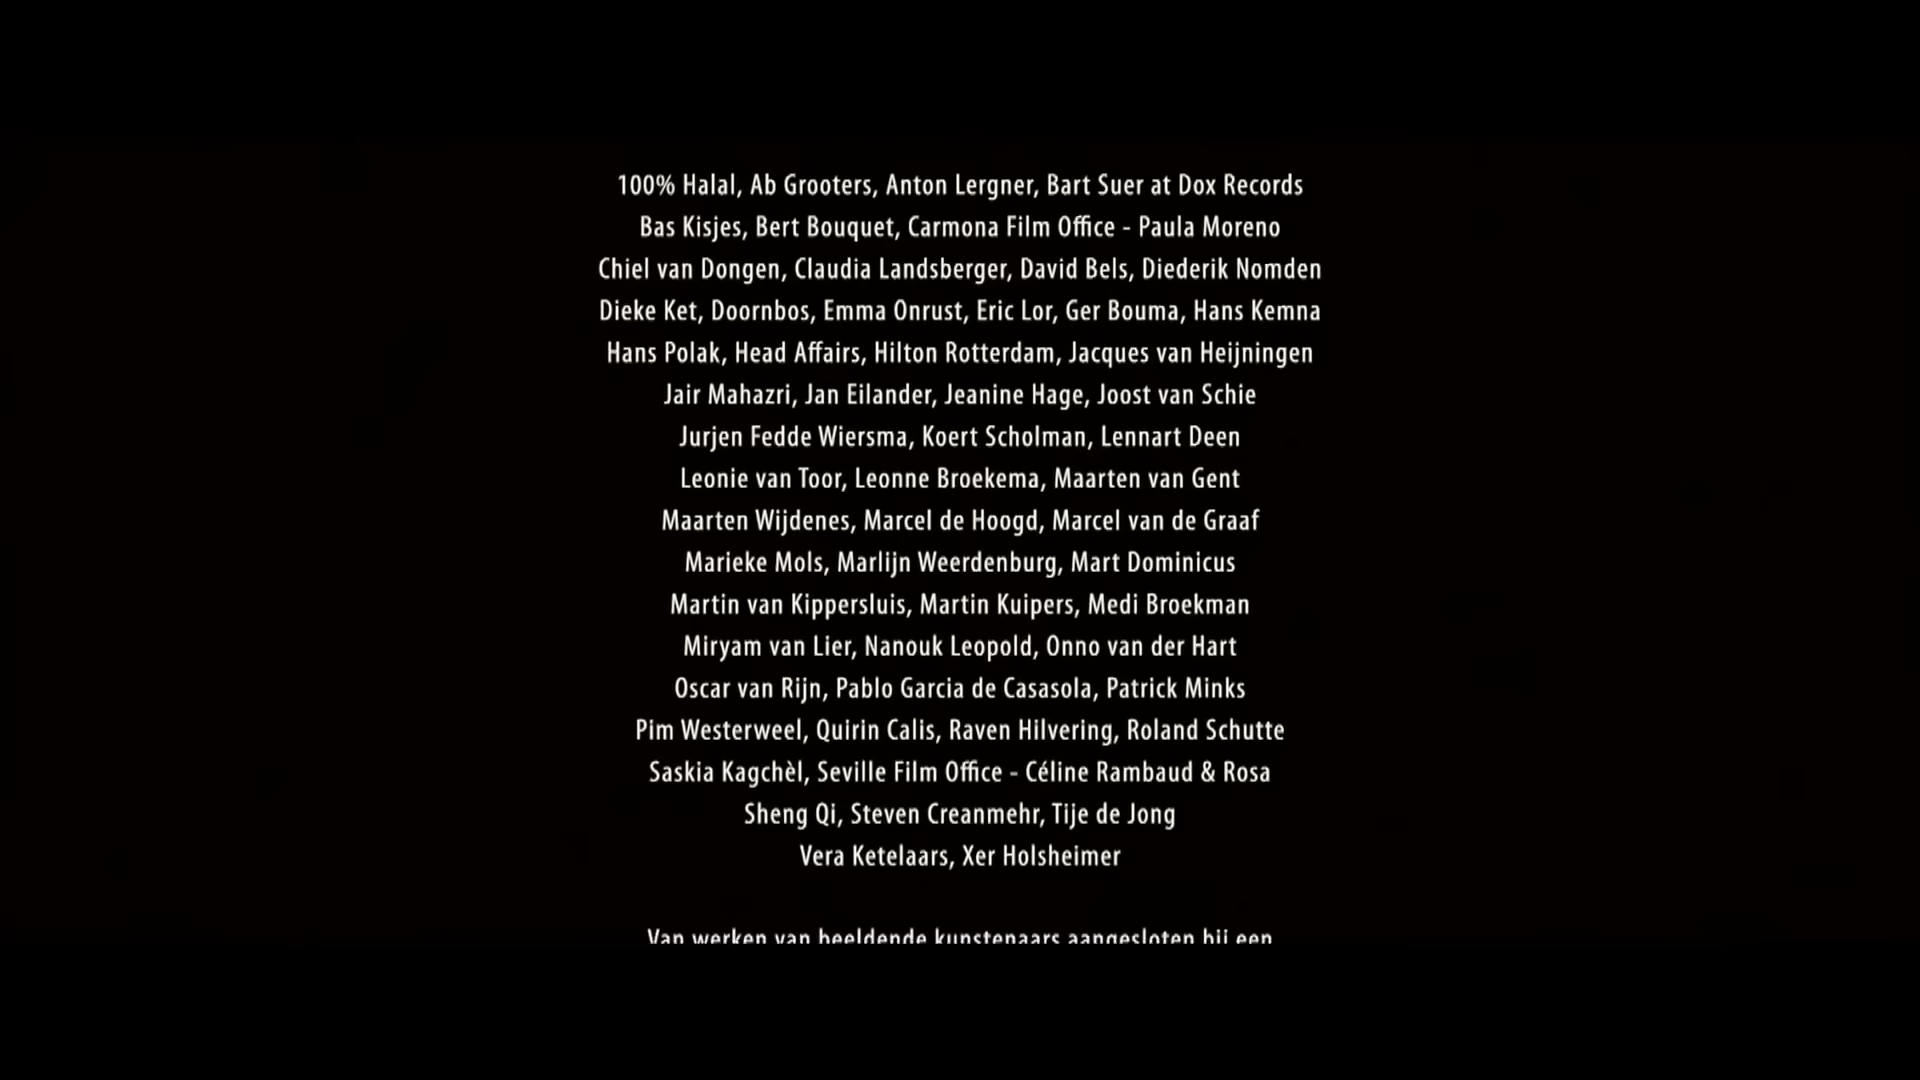 100% Halal, Ab Grooters, Anton Lergner, Bart Suer at Dox Records
Bas Kisjes, Bert Bouquet, Carmona Film Office - Paula Moreno
Chiel van Dongen, Claudia Landsberger, David Bels, Diederik Nomden
Dieke Ket, Doornbos, Emma Onrust, Eric Lor, Ger Bouma, Hans Kemna
Hans Polak, Head Affairs, Hilton Rotterdam, Jacques van Heijningen
Jair Mahazri, Jan Eilander, Jeanine Hage, Joost van Schie
Jurjen Fedde Wiersma, Koert Scholman, Lennart Deen
Leonie van Toor, Leonne Broekema, Maarten van Gent
Maarten Wijdenes, Marcel de Hoogd, Marcel van de Graaf
Marieke Mols, Marlijn Weerdenburg, Mart Dominicus
Martin van Kippersluis, Martin Kuipers, Medi Broekman
Miryam van Lier, Nanouk Leopold, Onno van der Hart
Oscar van Rijn, Pablo Garcia de Casasola, Patrick Minks
Pim Westerweel, Quirin Calis, Raven Hilvering, Roland Schutte
Saskia Kagchèl, Seville Film Office - Céline Rambaud & Rosa
Sheng Qi, Steven Creanmehr, Tije de Jong
Vera Ketelaars, Xer Holsheimer
Van werken van beeldende kunstenaars aangesloten bij een